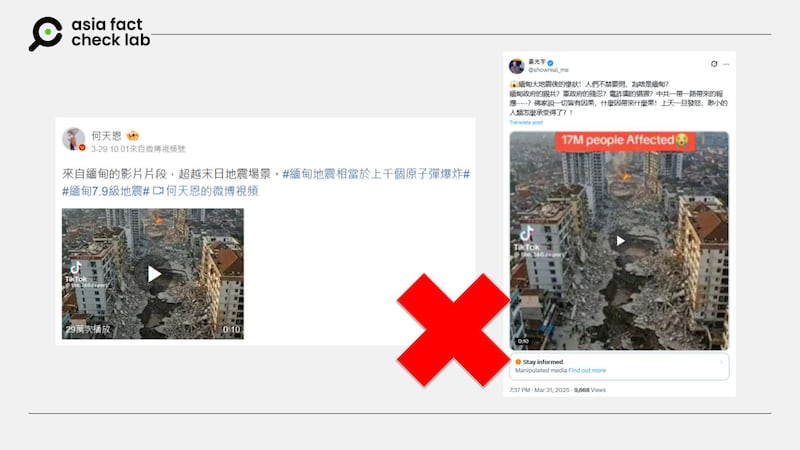 asia fact
check lab
何天恩
3-29 10:01來自微博視頻號
來自緬甸的影片片段，超越末日地震場景。#緬甸地震相當於上千個原子彈爆炸#
#緬甸7.9級地震# 何天恩的微博視頻
TikTok
29萬次播放
0:10
@showreal_me
😱緬甸大地震後的慘狀！人們不禁要問，為啥是緬甸？
緬甸政府的親共？軍政府的殘忍？電詐團的猖獗？中共一帶一路帶來的報
應……？佛家說一切皆有因果，什麼因帶來什麼果！上天一旦發怒，渺小的
人類怎麼承受得了？！
Translate post
17M people Affected😭
TikTok
0:10
Stay informed
Manipulated media Find out more
7:37 PM · Mar 31, 2025 · 9,668 Views